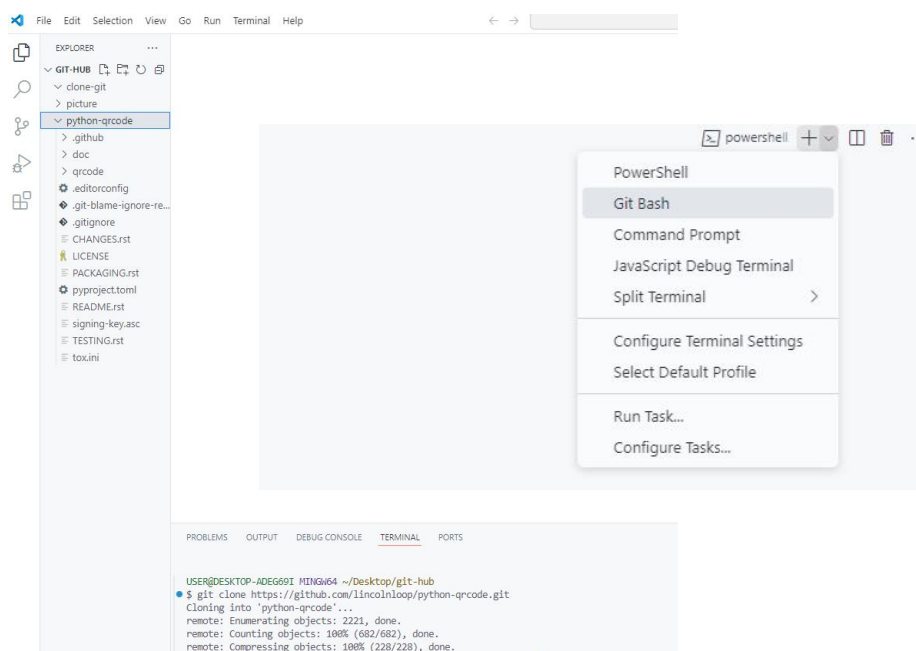 File Edit Selection View Go Run Terminal Help
EXPLORER
GIT-HUB
clone-git
picture
python-qrcode
.github
doc
qrcode
.editorconfig
.git-blame-ignore-re...
.gitignore
CHANGES.rst
LICENSE
PACKAGING.rst
pyproject.toml
README.rst
signing-key.asc
TESTING.rst
tox.ini
powershell
PowerShell
Git Bash
Command Prompt
JavaScript Debug Terminal
Split Terminal
Configure Terminal Settings
Select Default Profile
Run Task...
Configure Tasks...
PROBLEMS OUTPUT DEBUG CONSOLE TERMINAL PORTS
USER@DESKTOP-ADEG69I MINGW64 ~/Desktop/git-hub
$ git clone https://github.com/lincolnloop/python-qrcode.git
Cloning into 'python-qrcode'...
remote: Enumerating objects: 2221, done.
remote: Counting objects: 100% (682/682), done.
remote: Compressing objects: 100% (228/228), done.